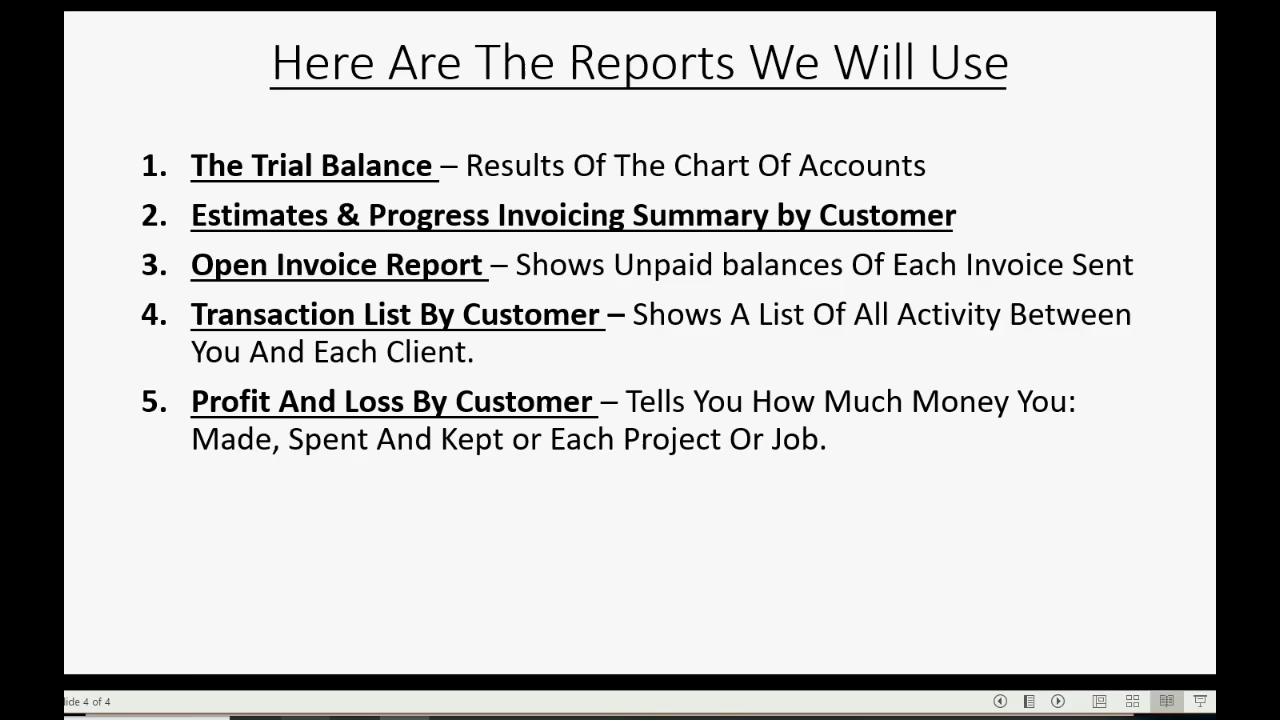 Here Are The Reports We Will Use
1. The Trial Balance – Results Of The Chart Of Accounts
2. Estimates & Progress Invoicing Summary by Customer
3. Open Invoice Report – Shows Unpaid balances Of Each Invoice Sent
4. Transaction List By Customer – Shows A List Of All Activity Between
You And Each Client.
5. Profit And Loss By Customer – Tells You How Much Money You:
Made, Spent And Kept or Each Project Or Job.
lide 4 of 4